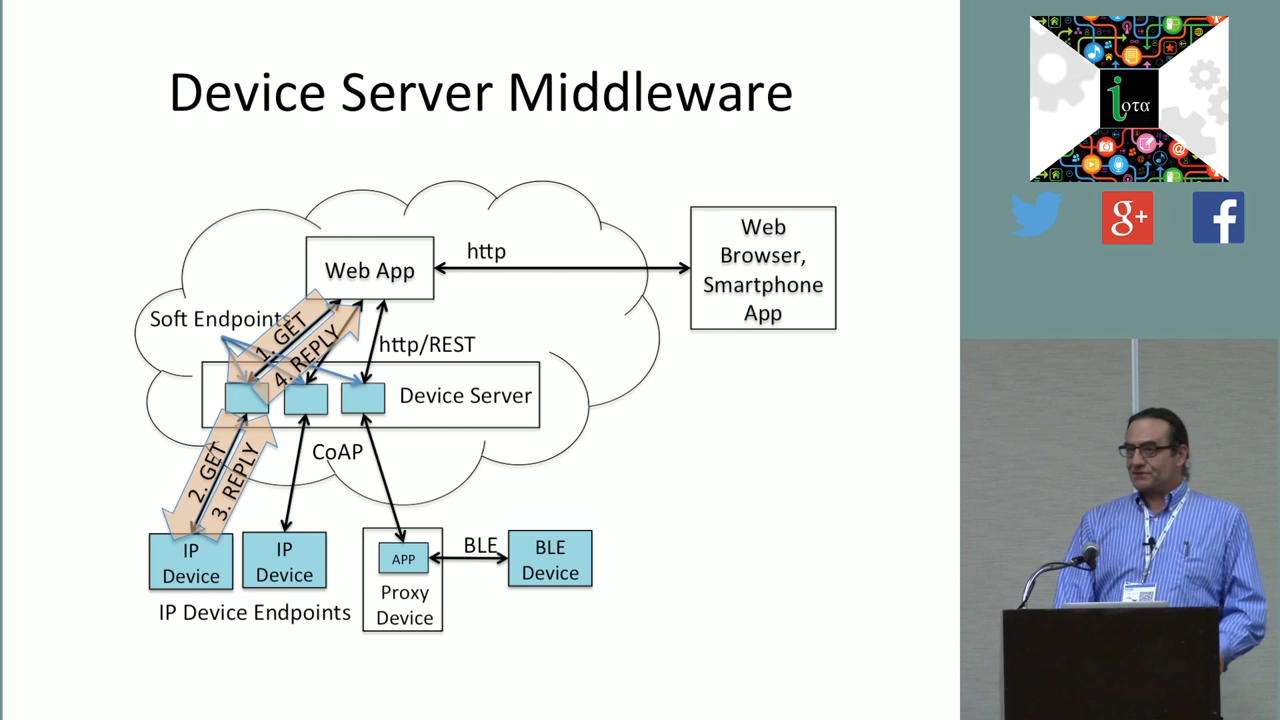 Device Server Middleware
Web App
http
Web
Browser,
Smartphone
App
Soft Endpoints
1. GET
4. REPLY
http/REST
Device Server
2. GET
3. REPLY
CoAP
IP
Device
IP
Device
IP Device Endpoints
APP
Proxy
Device
BLE
BLE
Device
iοτα
g+
f